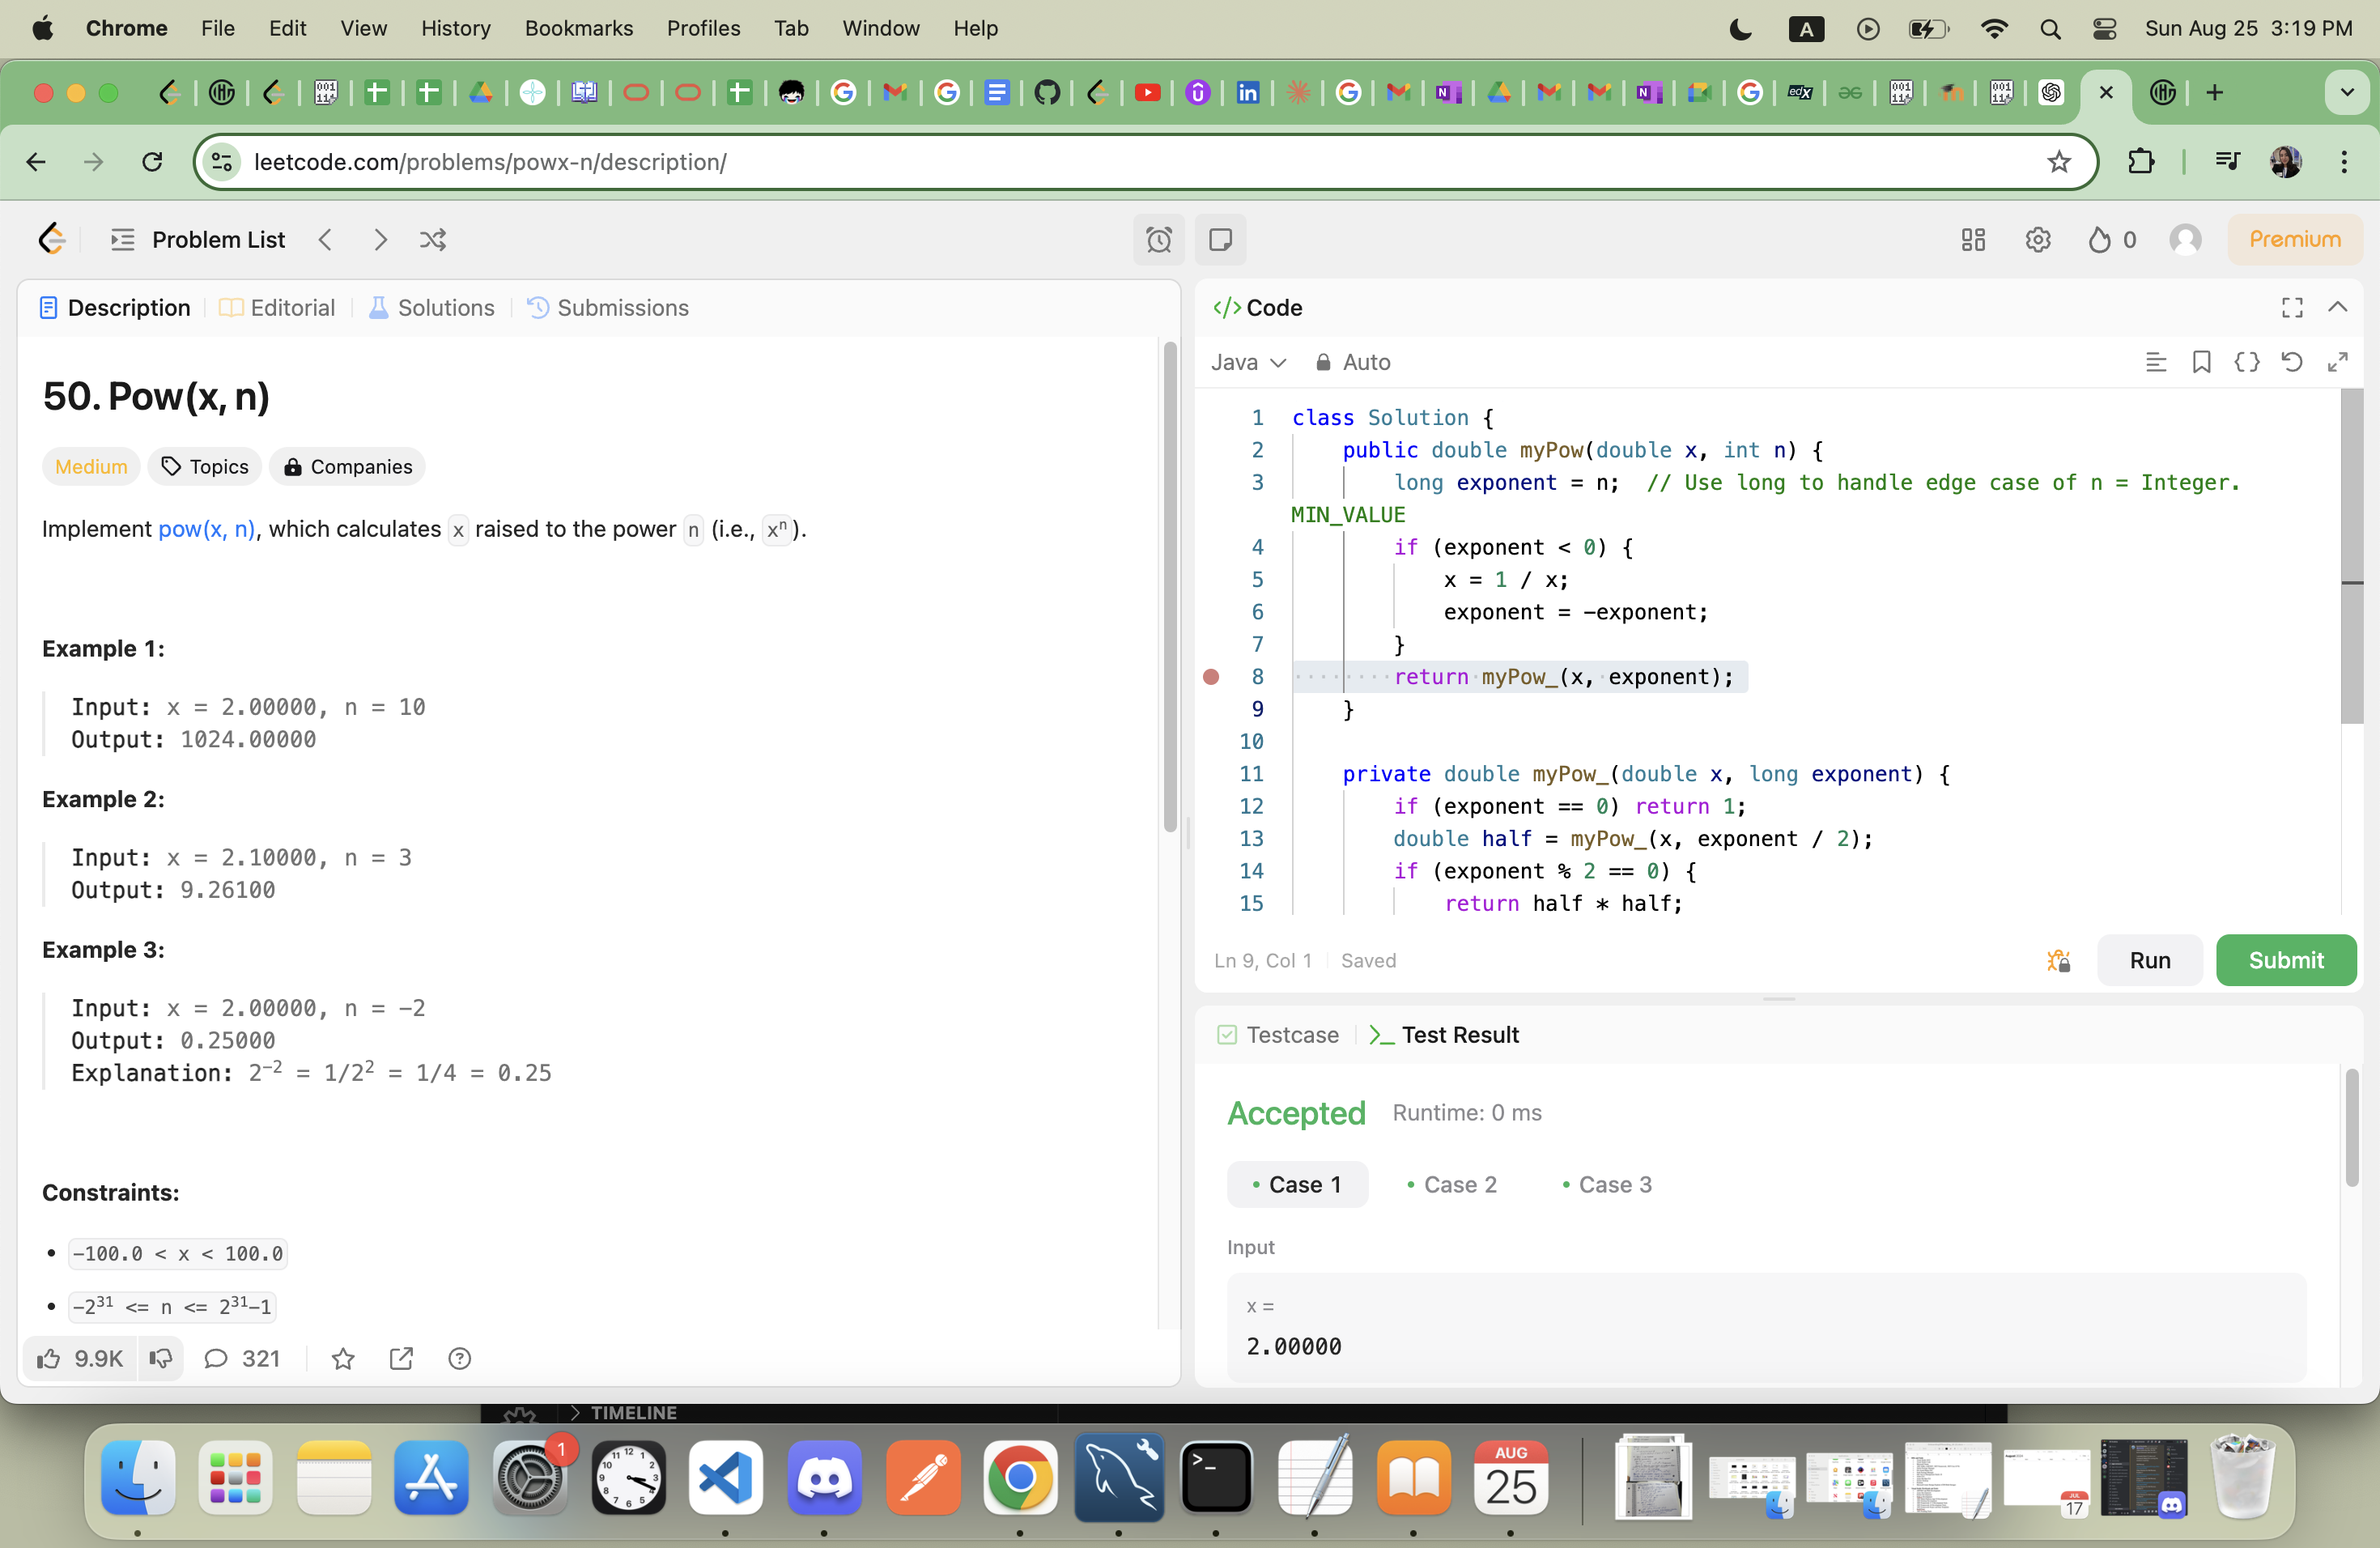 Chrome File Edit View History Bookmarks Profiles Tab Window Help A Sun Aug 25 3:19 PM
leetcode.com/problems/powx-n/description/
Problem List 0 Premium
Description Editorial Solutions Submissions
50. Pow(x, n)
Medium Topics Companies
Implement pow(x, n), which calculates x raised to the power n (i.e., xⁿ).
Example 1:
Input: x = 2.00000, n = 10
Output: 1024.00000
Example 2:
Input: x = 2.10000, n = 3
Output: 9.26100
Example 3:
Input: x = 2.00000, n = -2
Output: 0.25000
Explanation: 2⁻² = 1/2² = 1/4 = 0.25
Constraints:
• -100.0 < x < 100.0
• -2³¹ <= n <= 2³¹-1
9.9K 321
</> Code
Java Auto
1 class Solution {
2 public double myPow(double x, int n) {
3 long exponent = n; // Use long to handle edge case of n = Integer.
MIN_VALUE
4 if (exponent < 0) {
5 x = 1 / x;
6 exponent = -exponent;
7 }
8 return myPow_(x, exponent);
9 }
10
11 private double myPow_(double x, long exponent) {
12 if (exponent == 0) return 1;
13 double half = myPow_(x, exponent / 2);
14 if (exponent % 2 == 0) {
15 return half * half;
Ln 9, Col 1 Saved Run Submit
Testcase >_ Test Result
Accepted Runtime: 0 ms
• Case 1 • Case 2 • Case 3
Input
x =
2.00000
TIMELINE
1
AUG
25
JUL
17